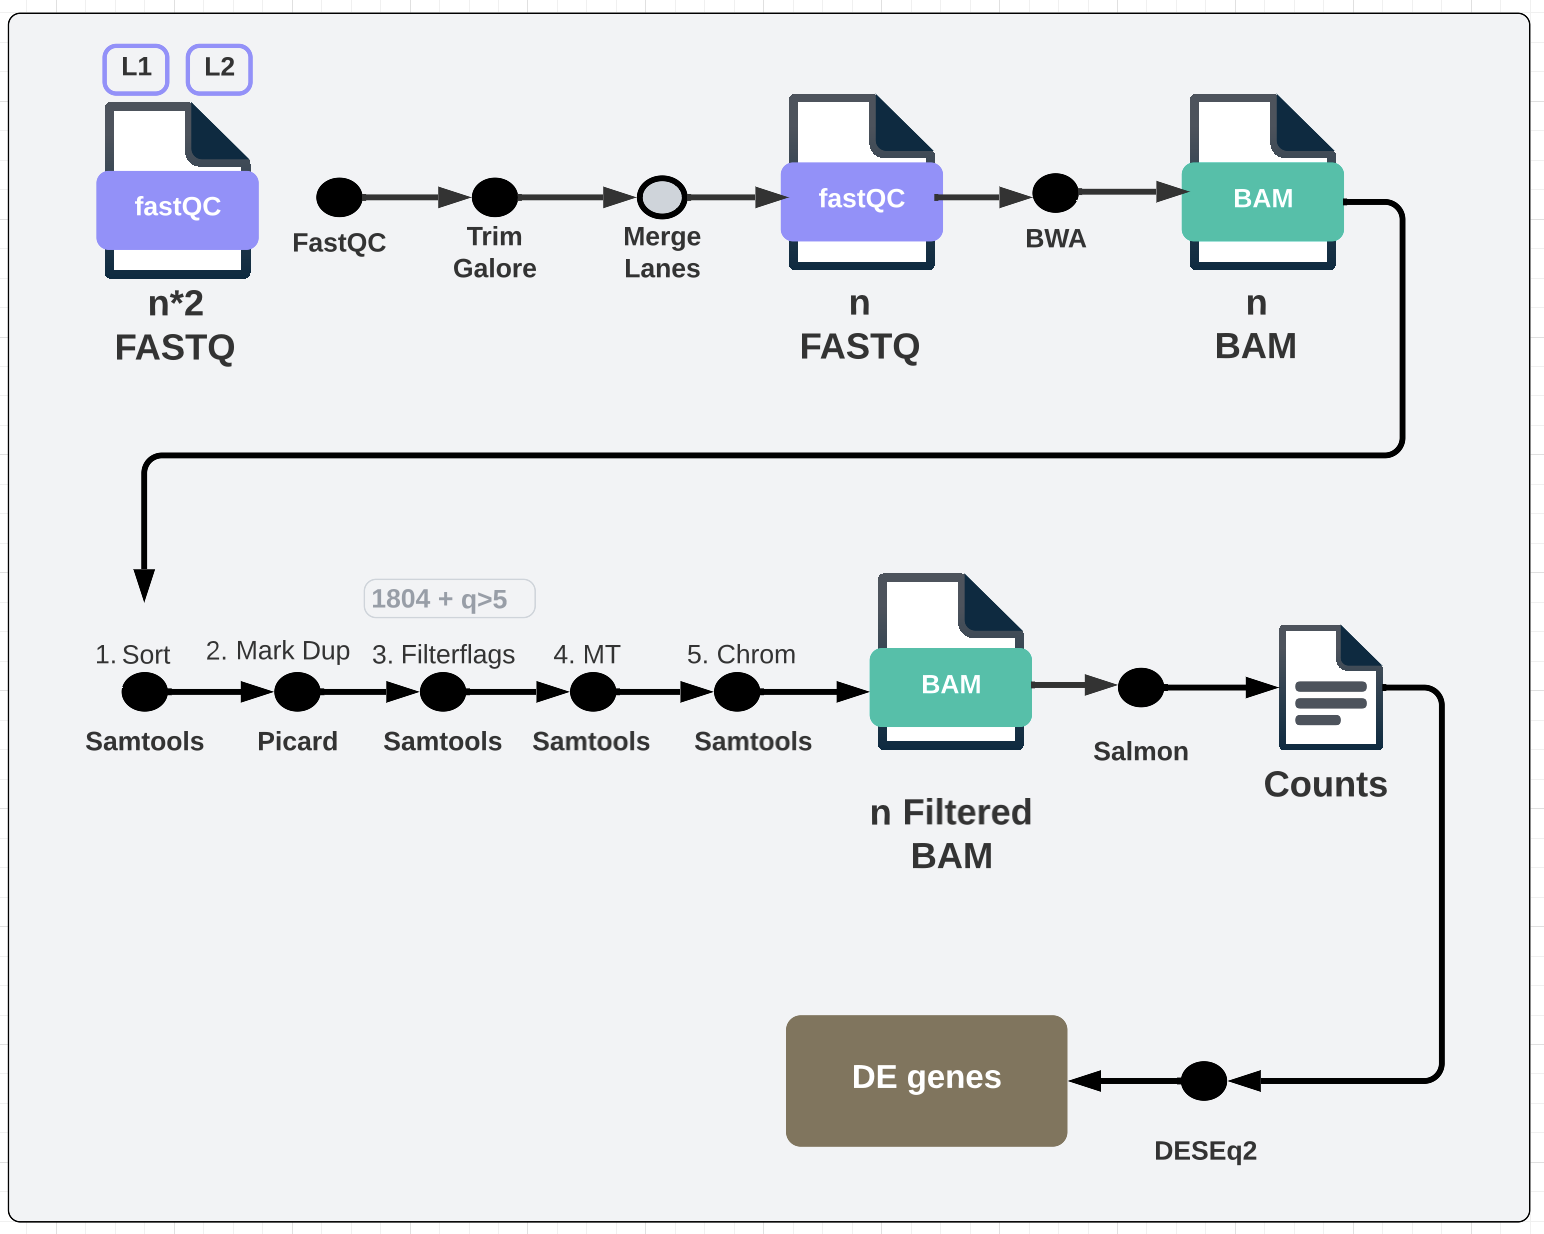 L1
L2
fastQC
n*2
FASTQ
FastQC
Trim
Galore
Merge
Lanes
fastQC
n
FASTQ
BWA
BAM
n
BAM
1804 + q>5
1. Sort
2. Mark Dup
3. Filterflags
4. MT
5. Chrom
Samtools
Picard
Samtools
Samtools
Samtools
BAM
n Filtered
BAM
Salmon
Counts
DE genes
DESEq2